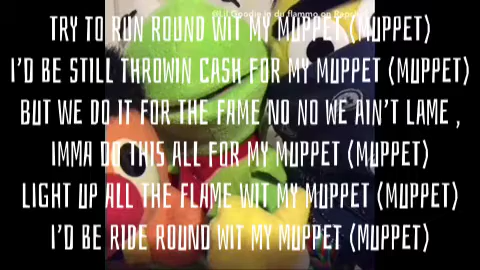 TRY TO RUN ROUND WIT MY MUPPET (MUPPET)
I'D BE STILL THROWIN CASH FOR MY MUPPET (MUPPET)
BUT WE DO IT FOR THE FAME NO NO WE AIN'T LAME ,
IMMA DO THIS ALL FOR MY MUPPET (MUPPET)
LIGHT UP ALL THE FLAME WIT MY MUPPET (MUPPET)
I'D BE RIDE ROUND WIT MY MUPPET (MUPPET)